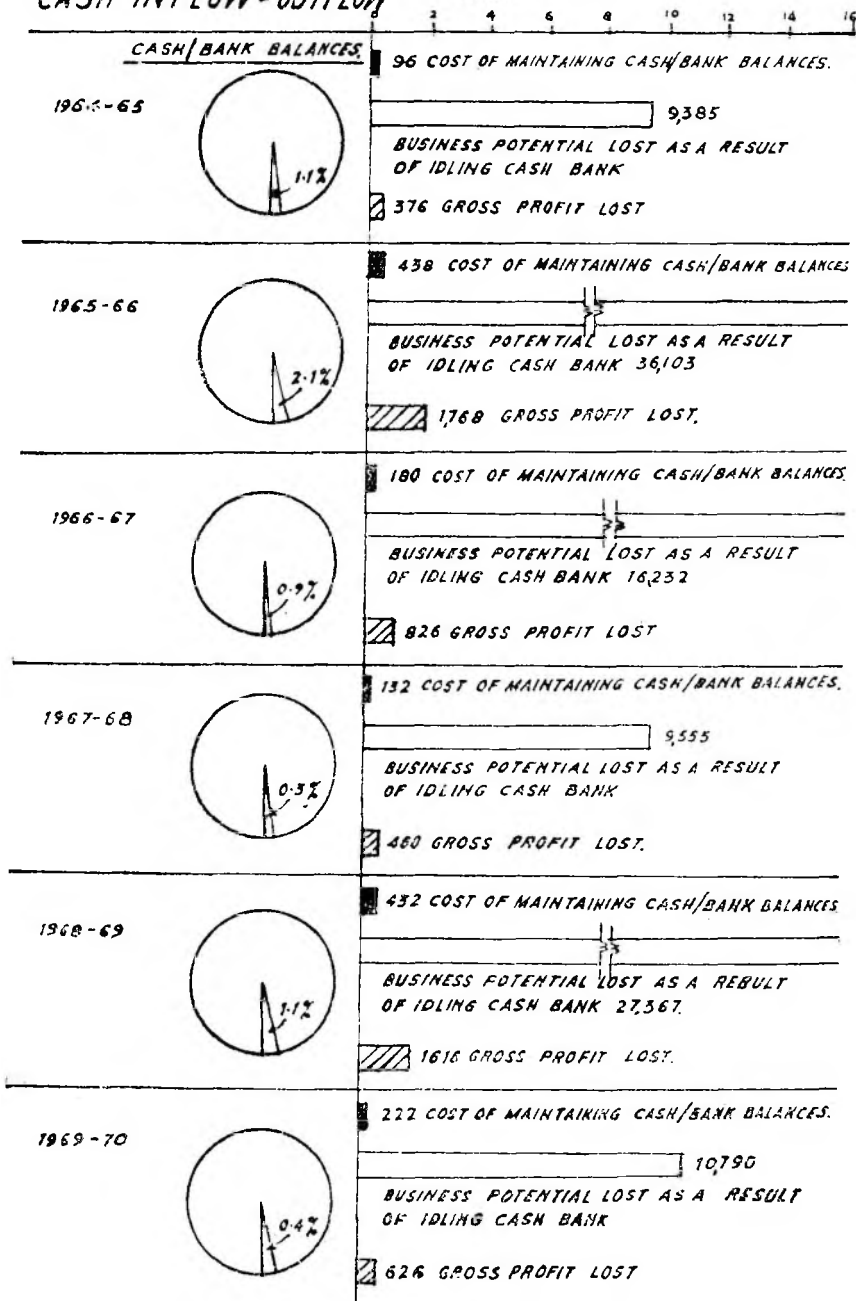 CASH INFLOW-OUTFLOW
0 2 4 6 8 10 12 14 16
CASH/BANK BALANCES.
96 COST OF MAINTAINING CASH/BANK BALANCES.
1.1%
9,385
BUSINESS POTENTIAL LOST AS A RESULT
OF IDLING CASH BANK
376 GROSS PROFIT LOST
1965-66
2.1%
438 COST OF MAINTAINING CASH/BANK BALANCES
BUSINESS POTENTIAL LOST AS A RESULT
OF IDLING CASH BANK 36,103
1,768 GROSS PROFIT LOST.
1966-67
0.9%
180 COST OF MAINTAINING CASH/BANK BALANCES.
BUSINESS POTENTIAL LOST AS A RESULT
OF IDLING CASH BANK 16,232
826 GROSS PROFIT LOST
1967-68
0.3%
132 COST OF MAINTAINING CASH/BANK BALANCES.
9,555
BUSINESS POTENTIAL LOST AS A RESULT
OF IDLING CASH BANK
GROSS PROFIT LOST.
1968-69
1.1%
432 COST OF MAINTAINING CASH/BANK BALANCES
BUSINESS POTENTIAL LOST AS A RESULT
OF IDLING CASH BANK 27,367.
1616 GROSS PROFIT LOST.
1969-70
0.4%
222 COST OF MAINTAINING CASH/BANK BALANCES.
10,790
BUSINESS POTENTIAL LOST AS A RESULT
OF IDLING CASH BANK
626 GROSS PROFIT LOST